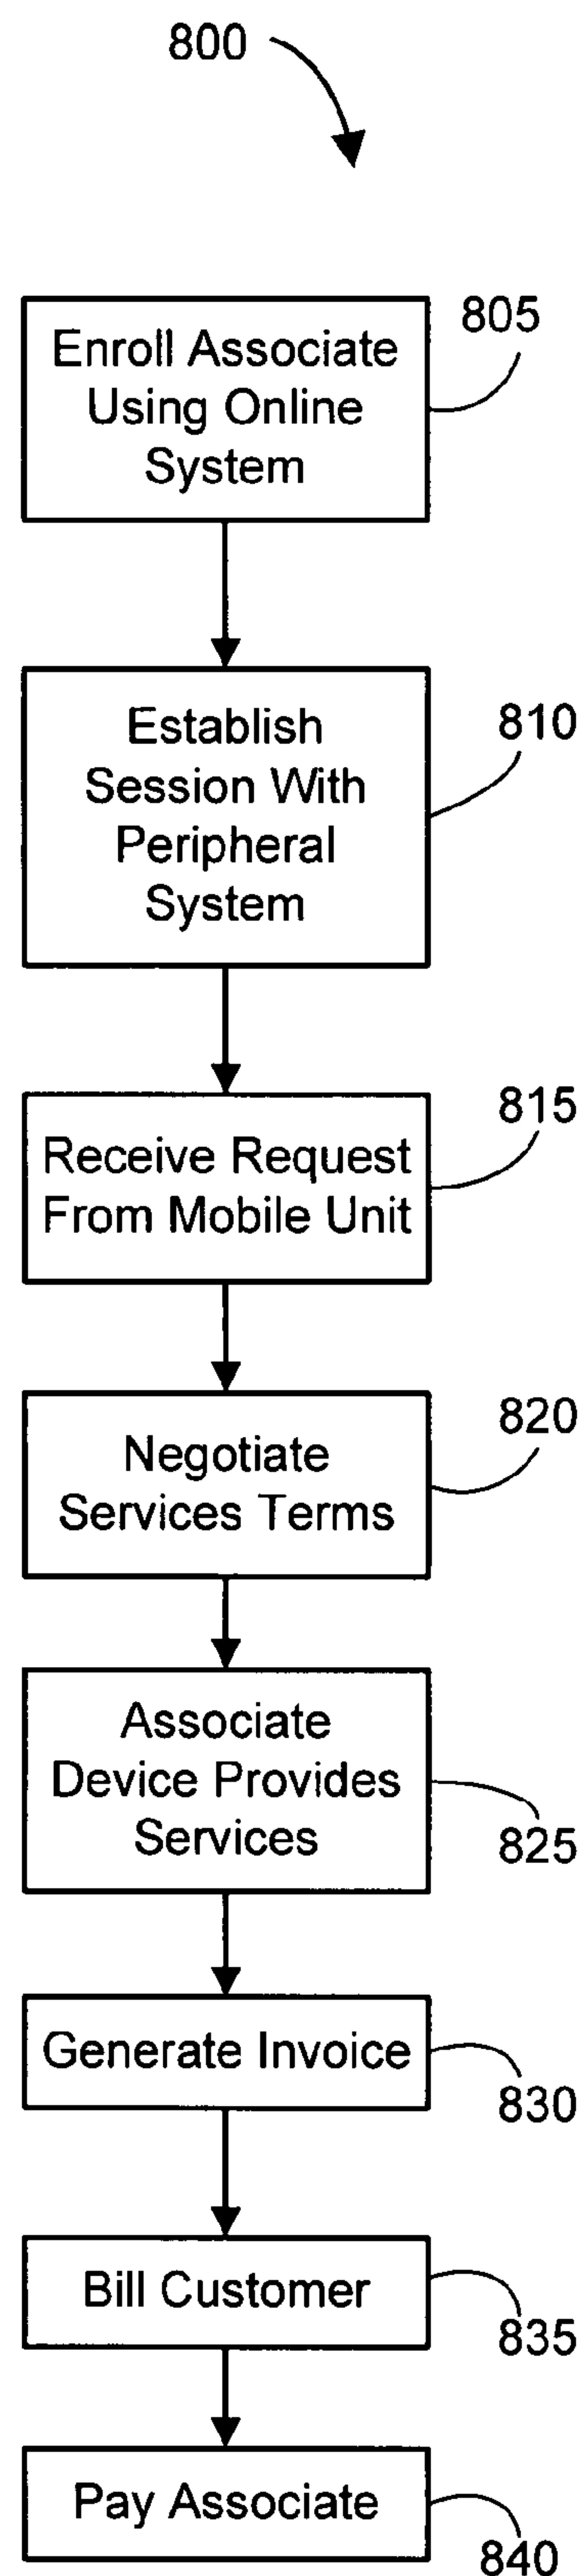 800
805
Enroll Associate
Using Online
System
810
Establish
Session With
Peripheral
System
815
Receive Request
From Mobile Unit
820
Negotiate
Services Terms
Associate
Device Provides
Services
825
Generate Invoice
830
Bill Customer
835
Pay Associate
840